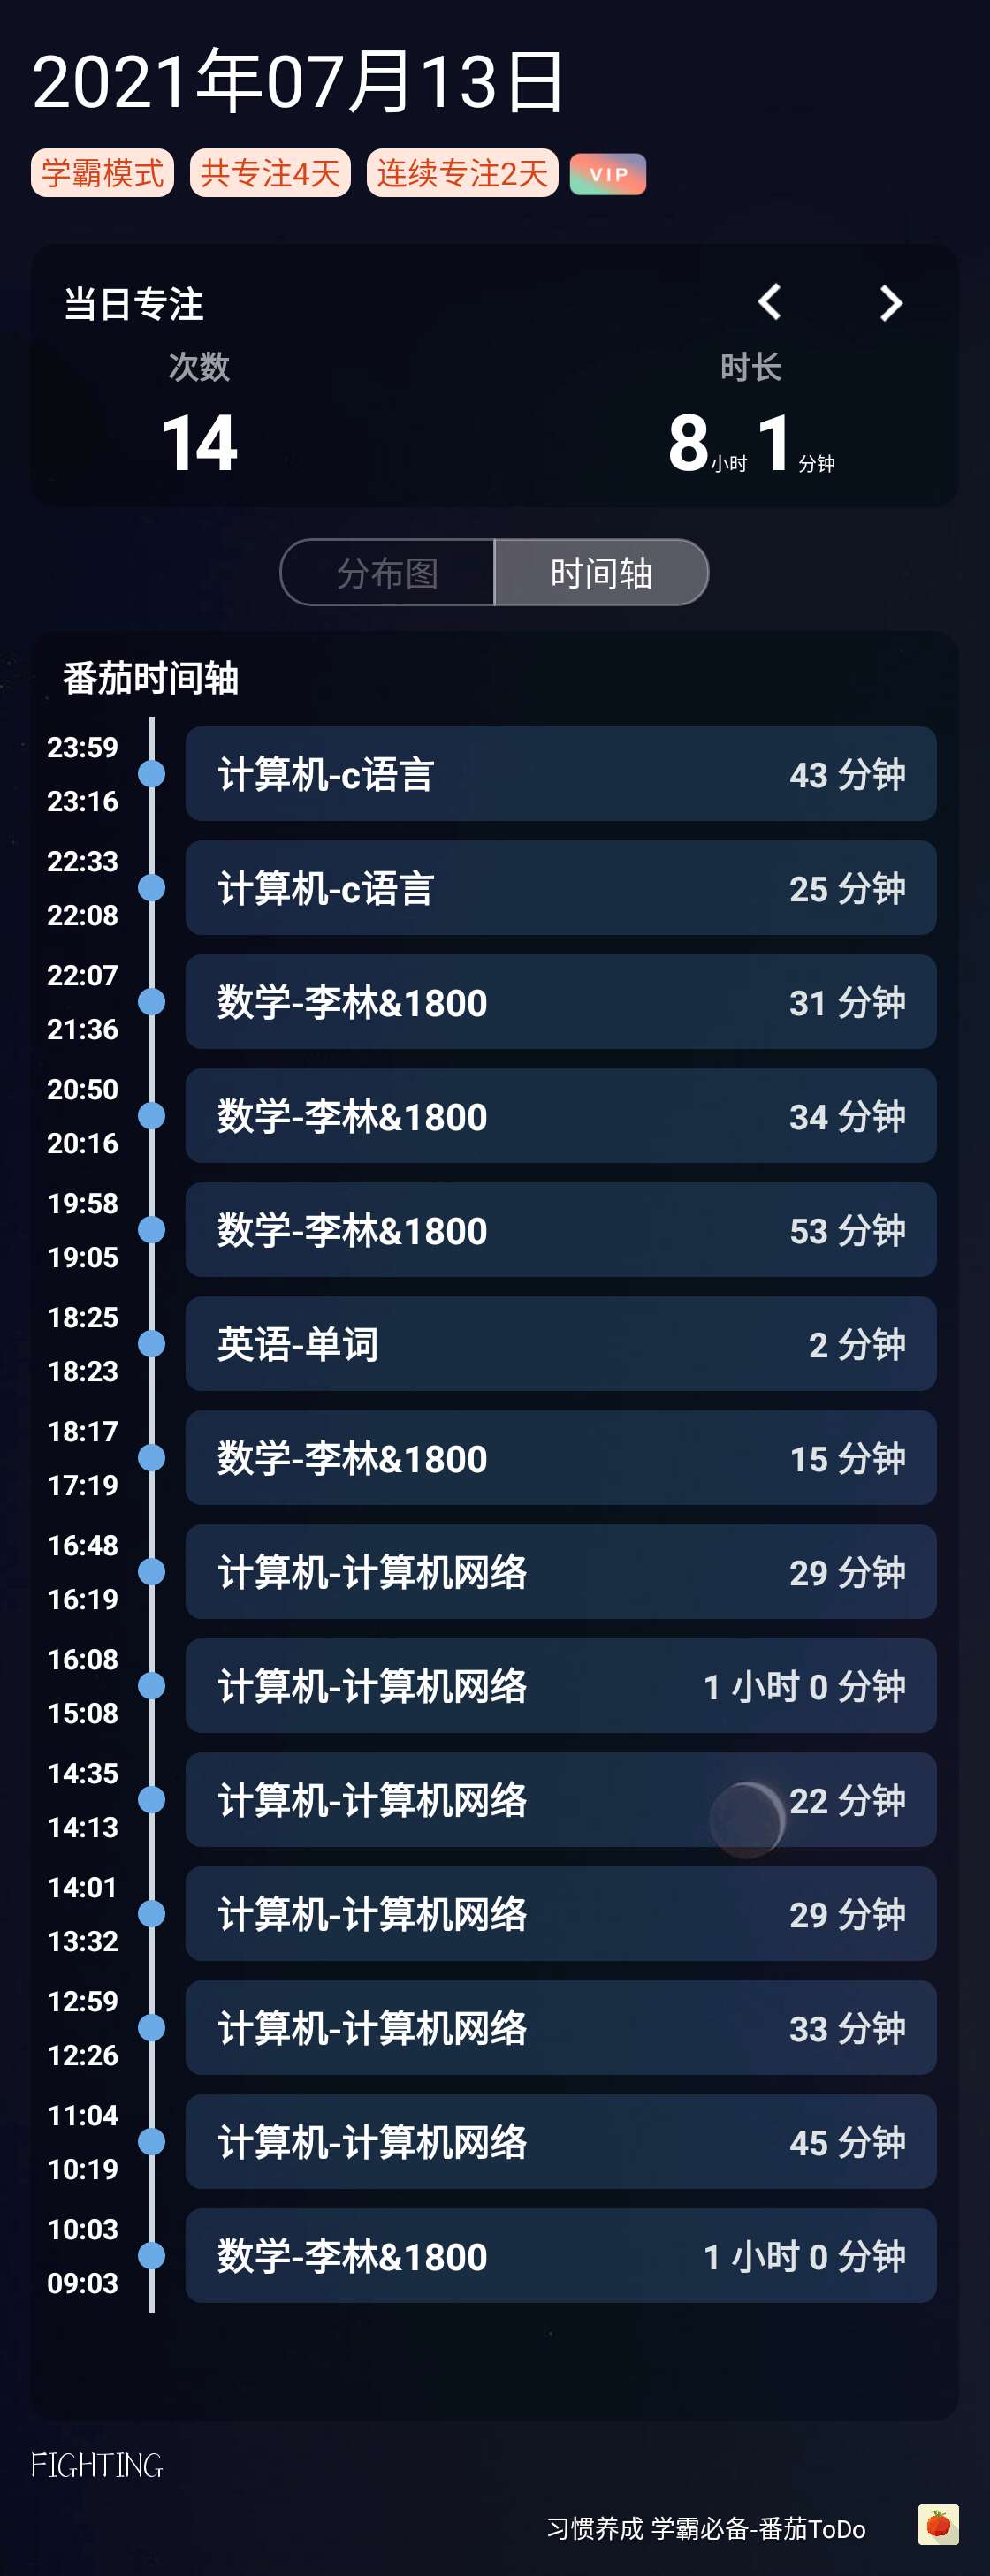 2021年07月13日
学霸模式 共专注4天 连续专注2天 VIP
当日专注
次数 时长
14 8小时 1分钟
分布图 时间轴
番茄时间轴
23:59
计算机-c语言 43 分钟
23:16
22:33
计算机-c语言 25 分钟
22:08
22:07
数学-李林&1800 31 分钟
21:36
20:50
数学-李林&1800 34 分钟
20:16
19:58
数学-李林&1800 53 分钟
19:05
18:25
英语-单词 2 分钟
18:23
18:17
数学-李林&1800 15 分钟
17:19
16:48
计算机-计算机网络 29 分钟
16:19
16:08
计算机-计算机网络 1 小时 0 分钟
15:08
14:35
计算机-计算机网络 22 分钟
14:13
14:01
计算机-计算机网络 29 分钟
13:32
12:59
计算机-计算机网络 33 分钟
12:26
11:04
计算机-计算机网络 45 分钟
10:19
10:03
数学-李林&1800 1 小时 0 分钟
09:03
FIGHTING
习惯养成 学霸必备-番茄ToDo